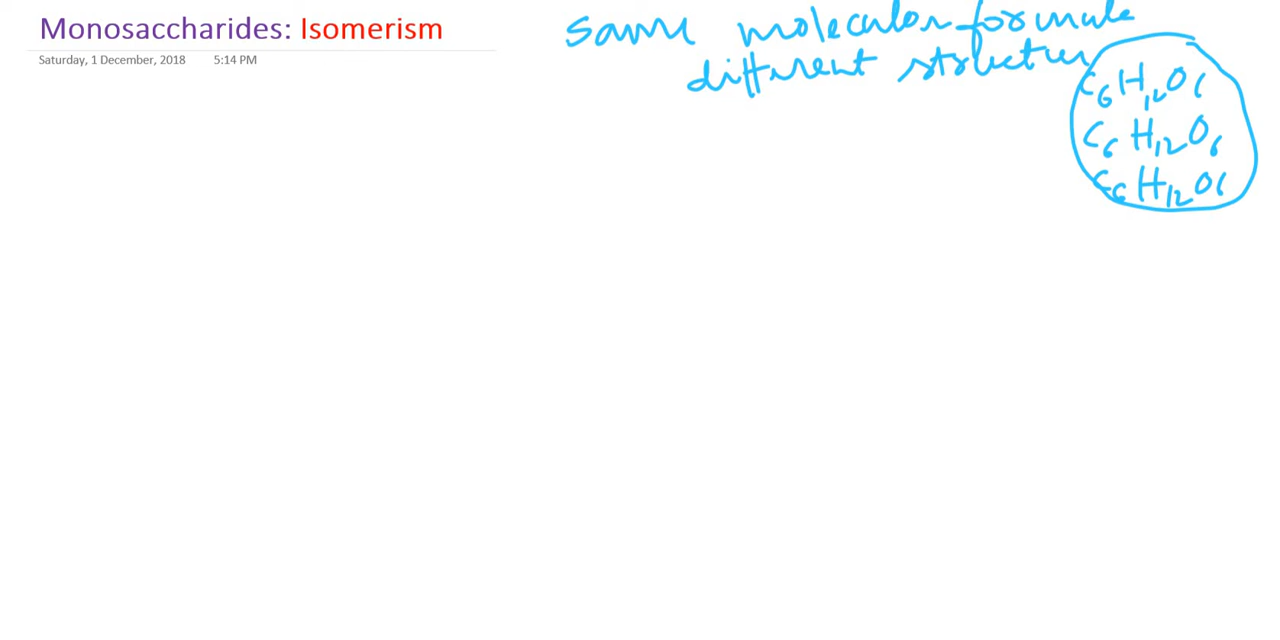 Monosaccharides: Isomerism
Saturday, 1 December, 2018 5:14 PM
same molecular formula
different structure
C6H12O6
C6H12O6
C6H12O6